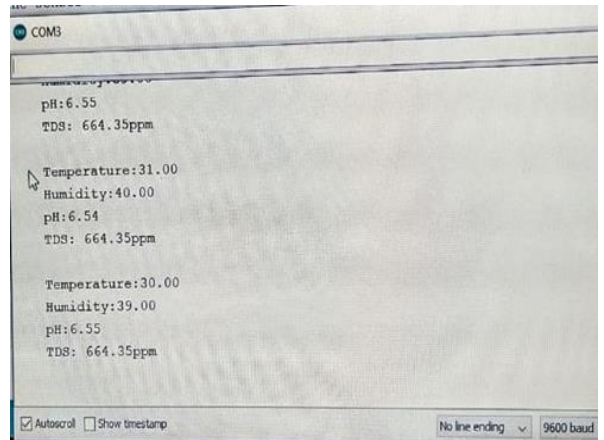 COM3
pH:6.55
TDS: 664.35ppm
Temperature:31.00
Humidity:40.00
pH:6.54
TDS: 664.35ppm
Temperature:30.00
Humidity:39.00
pH:6.55
TDS: 664.35ppm
Autoscroll Show timestamp No line ending 9600 baud